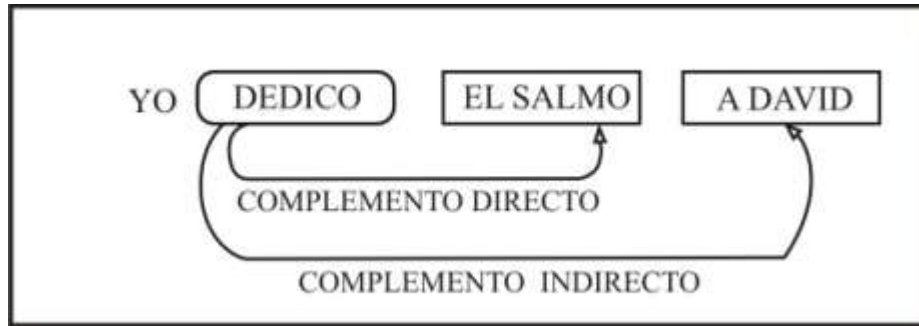 YO DEDICO EL SALMO A DAVID
COMPLEMENTO DIRECTO
COMPLEMENTO INDIRECTO